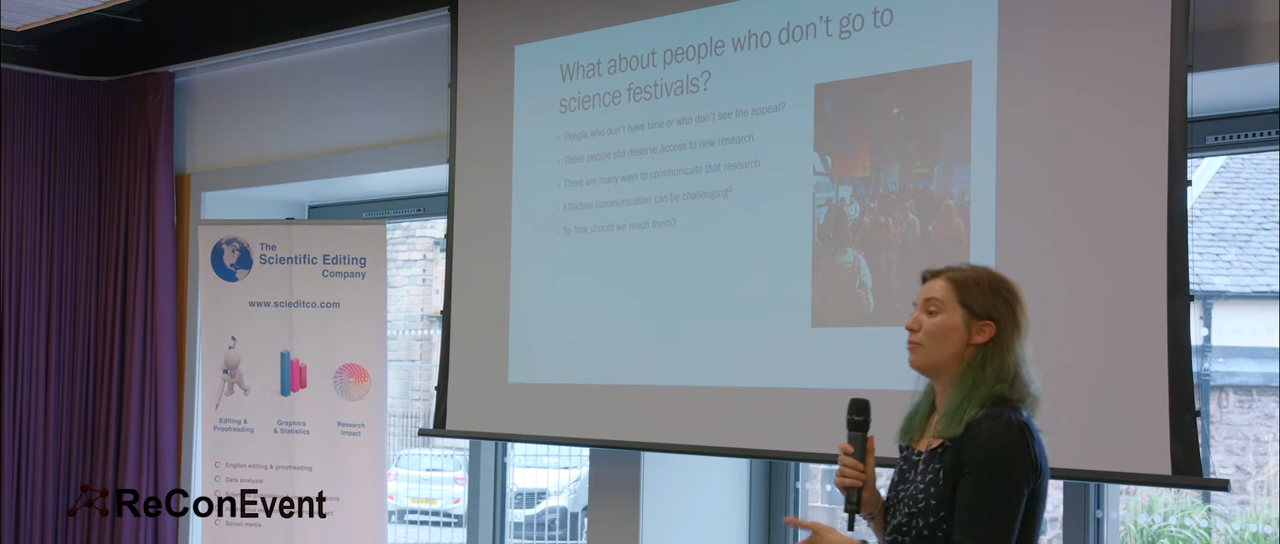 What about people who don't go to
science festivals?
- People who don't have time or who don't see the appeal?
- These people still deserve access to new research
- There are many ways to communicate that research
- Effective communication can be challenging
- So how should we reach them?
The
Scientific Editing
Company
www.scieditco.com
Editing &
Proofreading
Graphics
& Statistics
Research
Impact
English editing & proofreading
Data analysis
Social media
ReConEvent